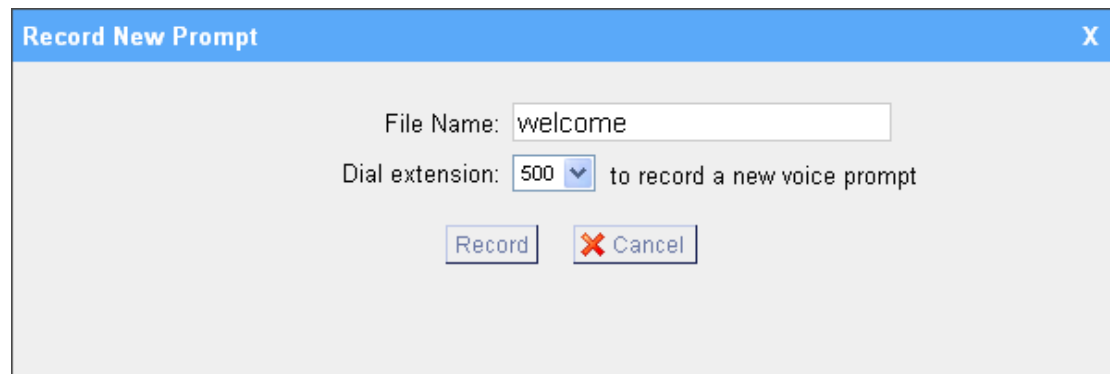 Record New Prompt X
File Name: welcome
Dial extension: 500 to record a new voice prompt
Record Cancel